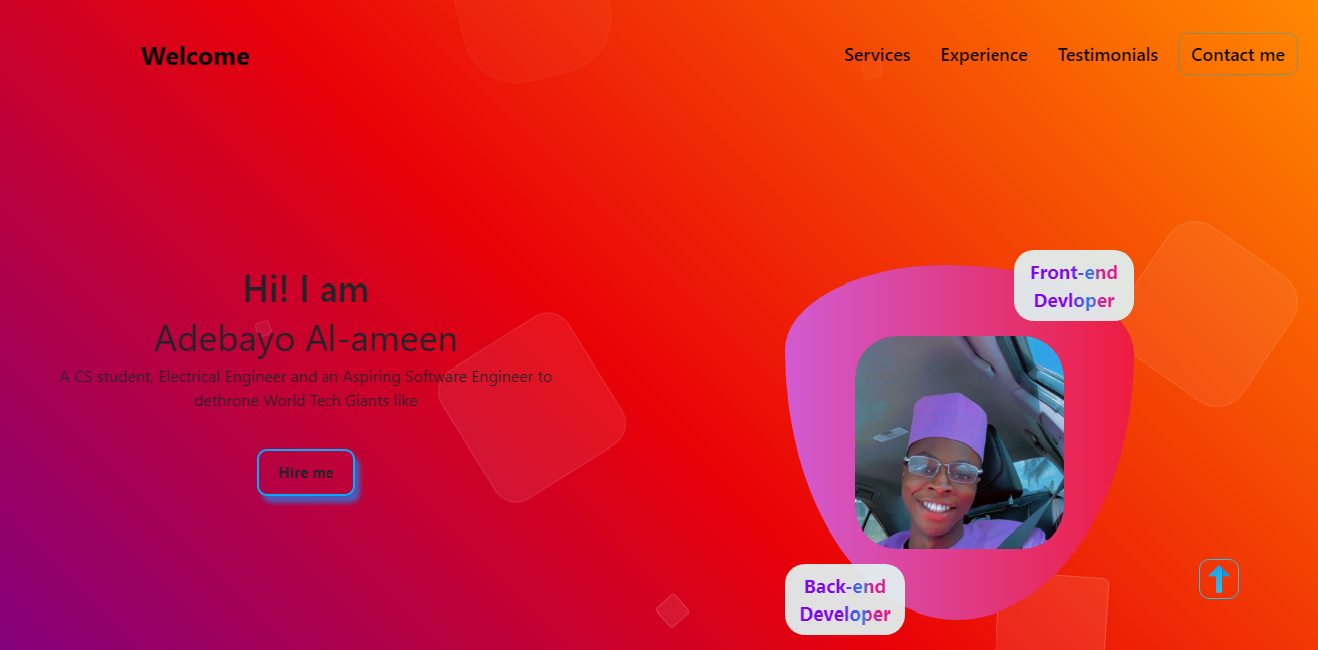 Welcome
Services
Experience
Testimonials
Contact me
Hi! I am
Adebayo Al-ameen
A CS student, Electrical Engineer and an Aspiring Software Engineer to
dethrone World Tech Giants like
Hire me
Front-end
Devloper
Back-end
Developer